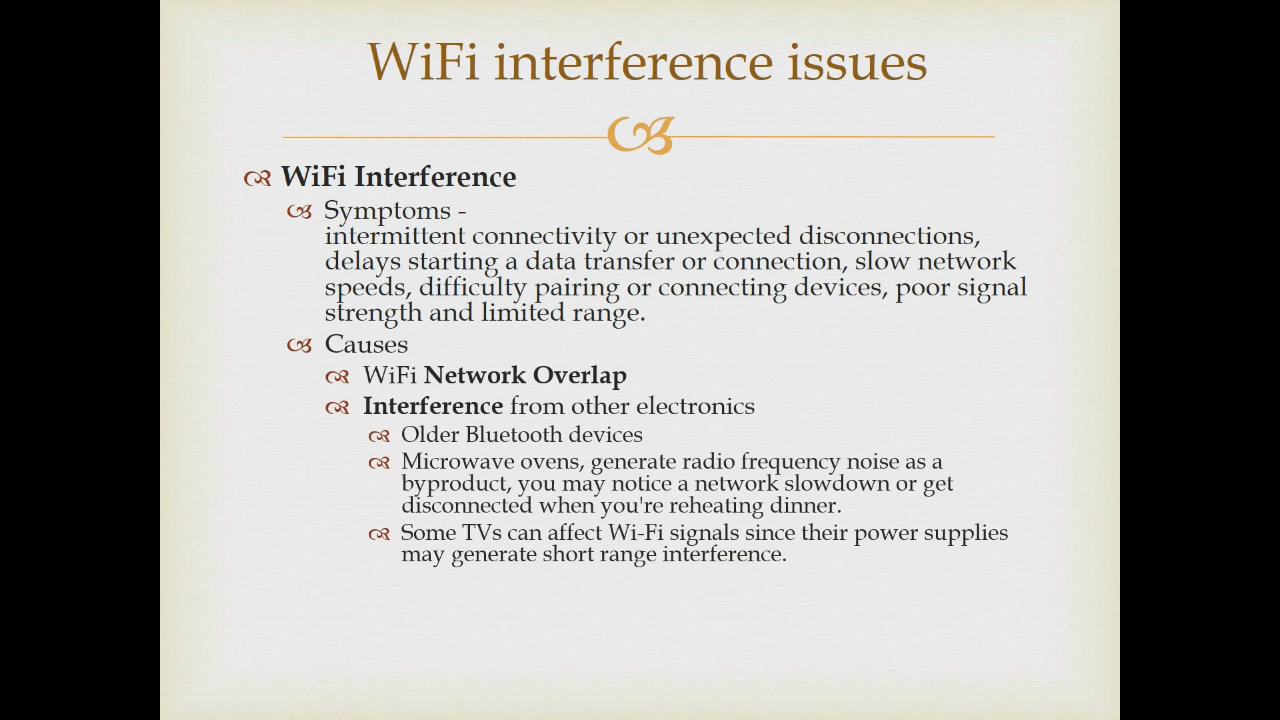 WiFi interference issues
WiFi Interference
Symptoms -
intermittent connectivity or unexpected disconnections,
delays starting a data transfer or connection, slow network
speeds, difficulty pairing or connecting devices, poor signal
strength and limited range.
Causes
WiFi Network Overlap
Interference from other electronics
Older Bluetooth devices
Microwave ovens, generate radio frequency noise as a
byproduct, you may notice a network slowdown or get
disconnected when you're reheating dinner.
Some TVs can affect Wi-Fi signals since their power supplies
may generate short range interference.